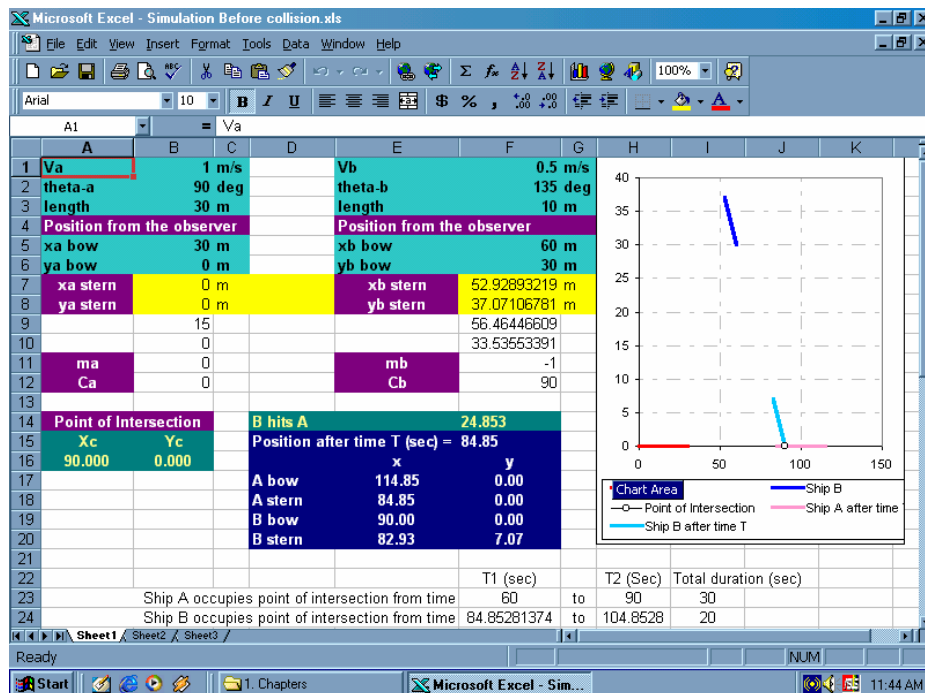 Microsoft Excel - Simulation Before collision.xls
File Edit View Insert Format Tools Data Window Help
100%
Arial 10 B I U $ % ,
A1 = Va
A B C D E F G H I J K
1 Va 1 m/s Vb 0.5 m/s
2 theta-a 90 deg theta-b 135 deg
3 length 30 m length 10 m
4 Position from the observer Position from the observer
5 xa bow 30 m xb bow 60 m
6 ya bow 0 m yb bow 30 m
7 xa stern 0 m xb stern 52.92893219 m
8 ya stern 0 m yb stern 37.07106781 m
9 15 56.46446609
10 0 33.53553391
11 ma 0 mb -1
12 Ca 0 Cb 90
13
14 Point of Intersection B hits A 24.853
15 Xc Yc Position after time T (sec) = 84.85
16 90.000 0.000 x y
17 A bow 114.85 0.00
18 A stern 84.85 0.00
19 B bow 90.00 0.00
20 B stern 82.93 7.07
21
22 T1 (sec) T2 (Sec) Total duration (sec)
23 Ship A occupies point of intersection from time 60 to 90 30
24 Ship B occupies point of intersection from time 84.85281374 to 104.8528 20
40
35
30
25
20
15
10
5
0
0 50 100 150
Chart Area Ship B
Point of Intersection Ship A after time
Ship B after time T
Sheet1 Sheet2 Sheet3
Ready NUM
Start 1. Chapters Microsoft Excel - Sim... 11:44 AM